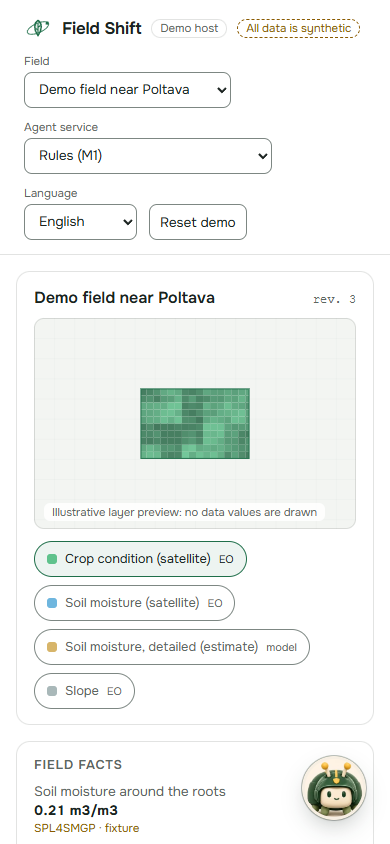 Field Shift Demo host All data is synthetic
Field
Demo field near Poltava
Agent service
Rules (M1)
Language
English Reset demo
Demo field near Poltava rev. 3
Illustrative layer preview: no data values are drawn
Crop condition (satellite) EO
Soil moisture (satellite) EO
Soil moisture, detailed (estimate) model
Slope EO
FIELD FACTS
Soil moisture around the roots
0.21 m3/m3
SPL4SMGP · fixture